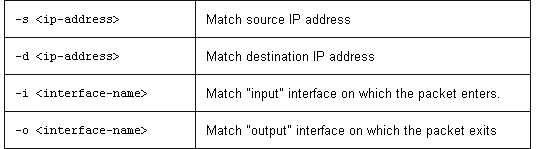 -s <ip-address> Match source IP address
-d <ip-address> Match destination IP address
-i <interface-name> Match "input" interface on which the packet enters.
-o <interface-name> Match "output" interface on which the packet exits